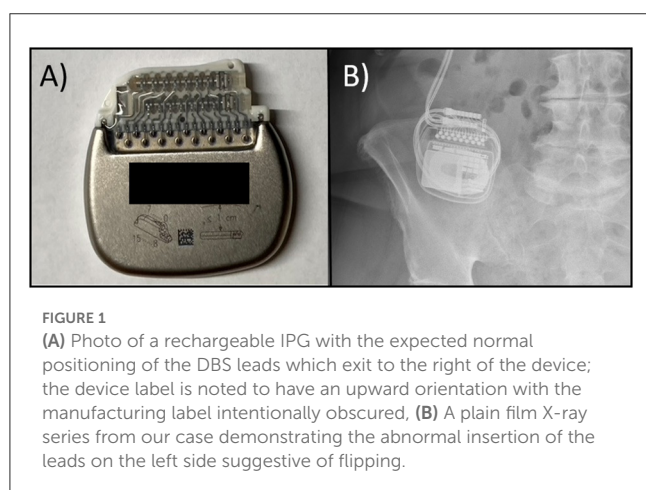 A)
B)
FIGURE 1
(A) Photo of a rechargeable IPG with the expected normal
positioning of the DBS leads which exit to the right of the device;
the device label is noted to have an upward orientation with the
manufacturing label intentionally obscured, (B) A plain film X-ray
series from our case demonstrating the abnormal insertion of the
leads on the left side suggestive of flipping.